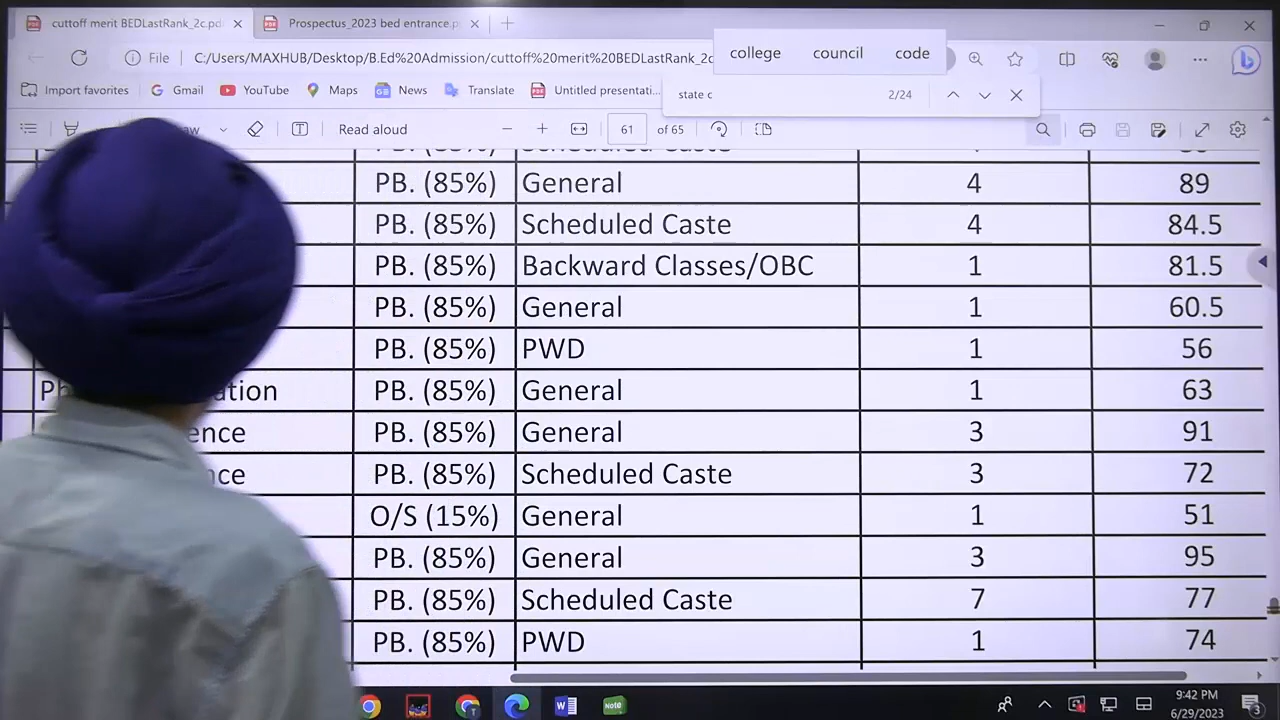 cuttoff merit BEDLastRank_2c.pdf
Prospectus_2023 bed entrance.p
File
C:/Users/MAXHUB/Desktop/B.Ed%20Admission/cuttoff%20merit%20BEDLastRank_2c
college council code
Import favorites
Gmail
YouTube
Maps
News
Translate
Untitled presentati...
state c
2/24
Read aloud
61 of 65
PB. (85%) General 4 89
PB. (85%) Scheduled Caste 4 84.5
PB. (85%) Backward Classes/OBC 1 81.5
PB. (85%) General 1 60.5
PB. (85%) PWD 1 56
PB. (85%) General 1 63
PB. (85%) General 3 91
PB. (85%) Scheduled Caste 3 72
O/S (15%) General 1 51
PB. (85%) General 3 95
PB. (85%) Scheduled Caste 7 77
PB. (85%) PWD 1 74
Note
9:42 PM
6/29/2023
3